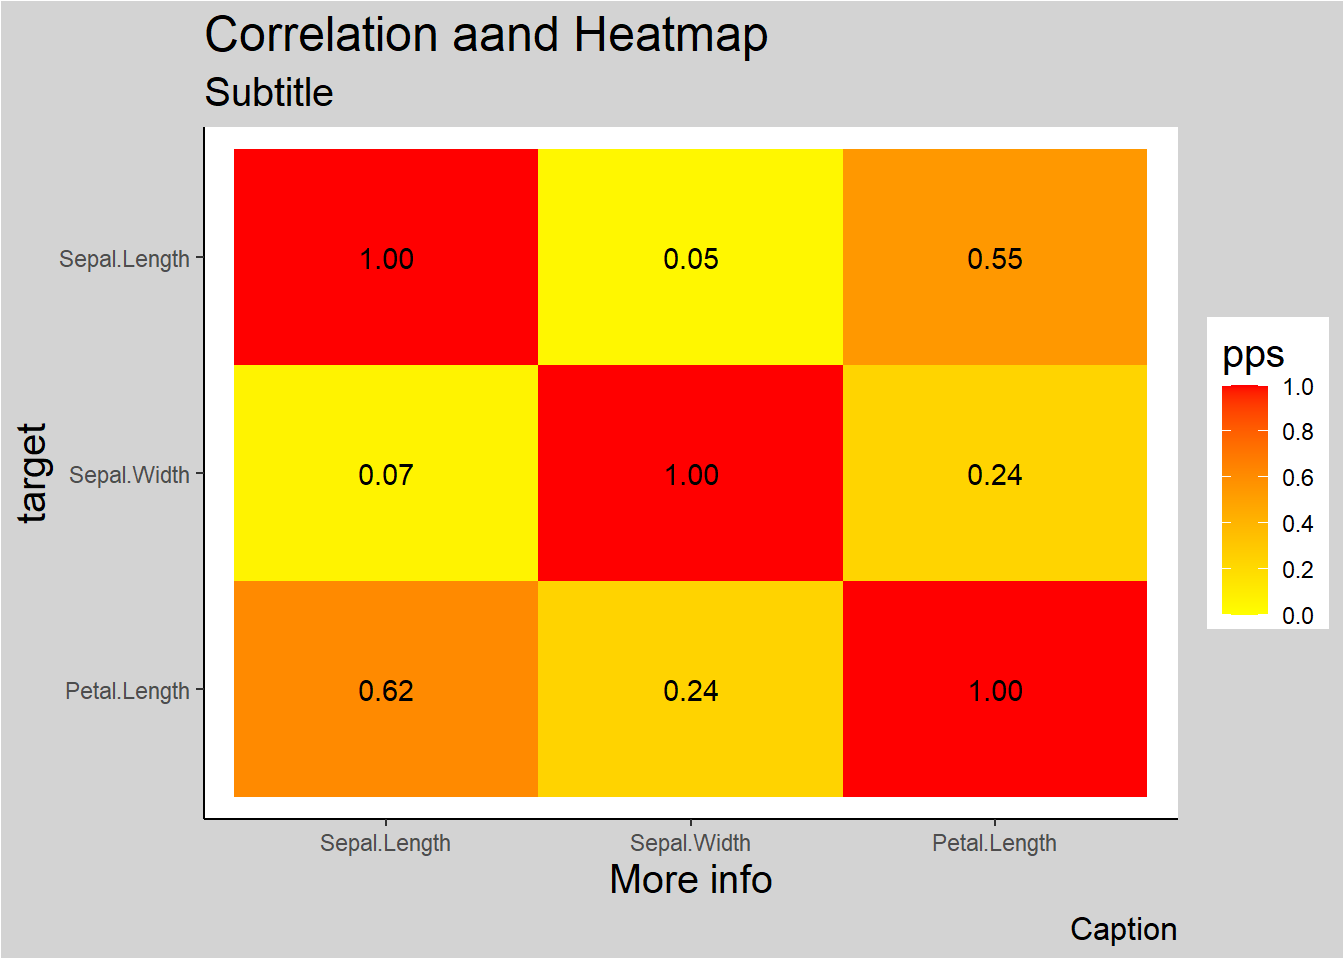 Correlation aand Heatmap
Subtitle
Sepal.Length
1.00
0.05
0.55
Sepal.Width
0.07
1.00
0.24
Petal.Length
0.62
0.24
1.00
target
Sepal.Length
Sepal.Width
Petal.Length
More info
Caption
pps
1.0
0.8
0.6
0.4
0.2
0.0